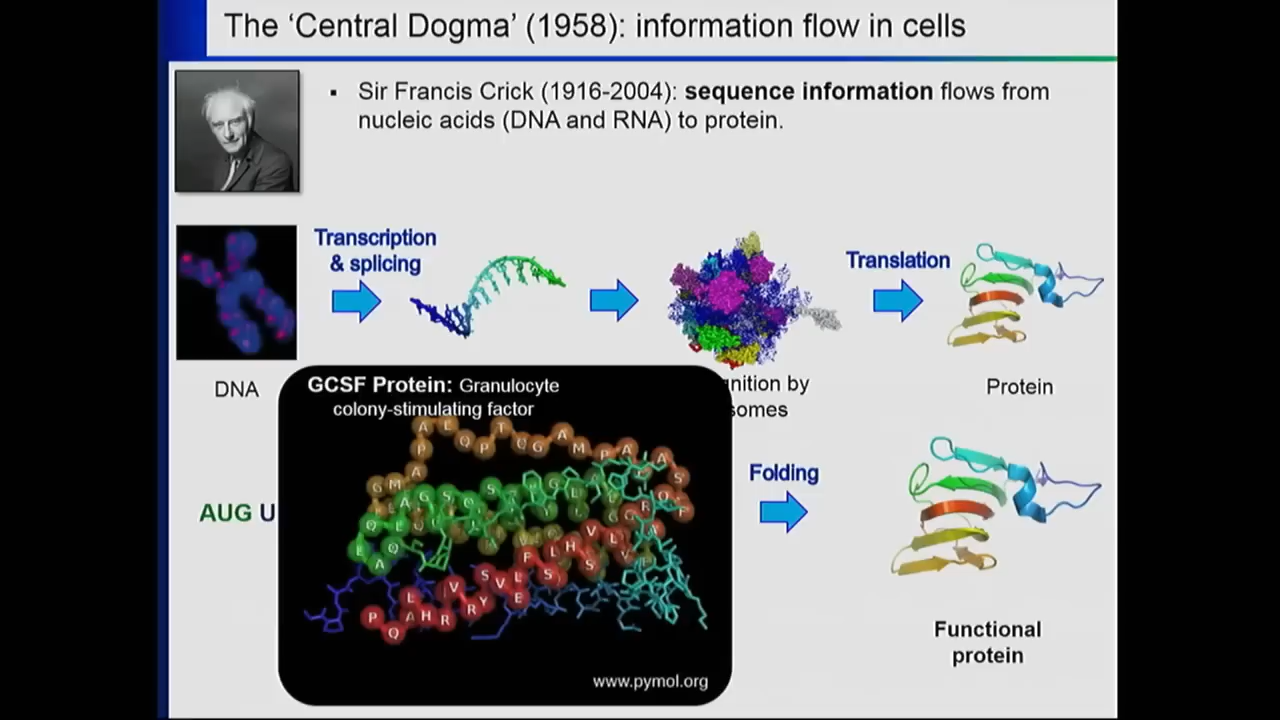 The ‘Central Dogma’ (1958): information flow in cells
▪ Sir Francis Crick (1916-2004): sequence information flows from
nucleic acids (DNA and RNA) to protein.
Transcription
& splicing
Translation
DNA
GCSF Protein: Granulocyte
colony-stimulating factor
nition by
somes
Protein
AUG U
Folding
Functional
protein
www.pymol.org